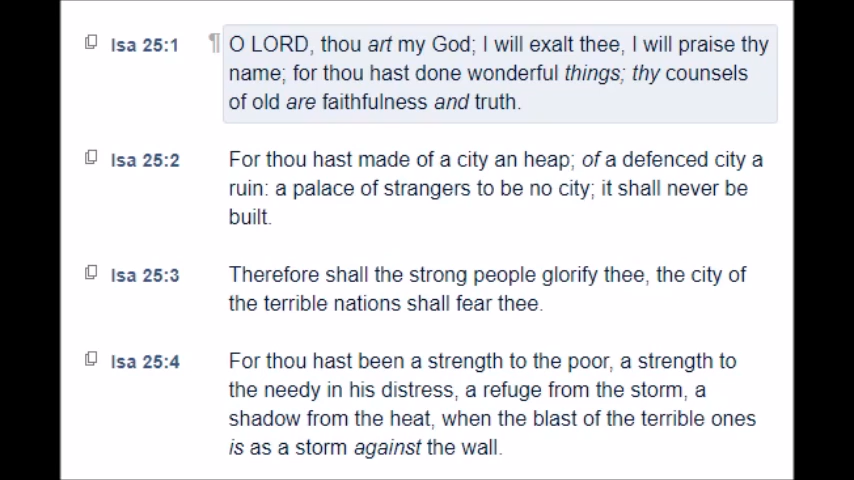 Isa 25:1 ¶ O LORD, thou art my God; I will exalt thee, I will praise thy
name; for thou hast done wonderful things; thy counsels
of old are faithfulness and truth.
Isa 25:2 For thou hast made of a city an heap; of a defenced city a
ruin: a palace of strangers to be no city; it shall never be
built.
Isa 25:3 Therefore shall the strong people glorify thee, the city of
the terrible nations shall fear thee.
Isa 25:4 For thou hast been a strength to the poor, a strength to
the needy in his distress, a refuge from the storm, a
shadow from the heat, when the blast of the terrible ones
is as a storm against the wall.